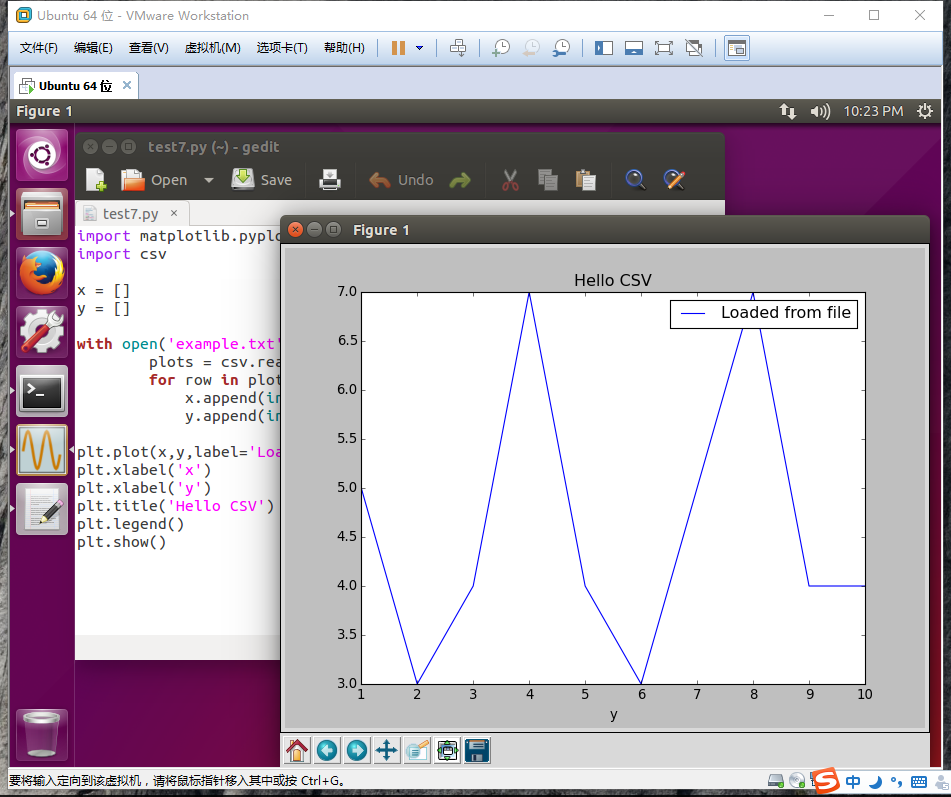 Ubuntu 64 位 - VMware Workstation
文件(F) 编辑(E) 查看(V) 虚拟机(M) 选项卡(T) 帮助(H)
Ubuntu 64 位
Figure 1 10:23 PM
test7.py (~) - gedit
Open Save Undo
test7.py
import matplotlib.pyplo
import csv
x = []
y = []
with open('example.txt'
plots = csv.rea
for row in plot
x.append(in
y.append(in
plt.plot(x,y,label='Loa
plt.xlabel('x')
plt.xlabel('y')
plt.title('Hello CSV')
plt.legend()
plt.show()
Figure 1
Hello CSV
Loaded from file
7.0
6.5
6.0
5.5
5.0
4.5
4.0
3.5
3.0
1 2 3 4 5 6 7 8 9 10
y
要将输入定向到该虚拟机，请将鼠标指针移入其中或按 Ctrl+G。
中